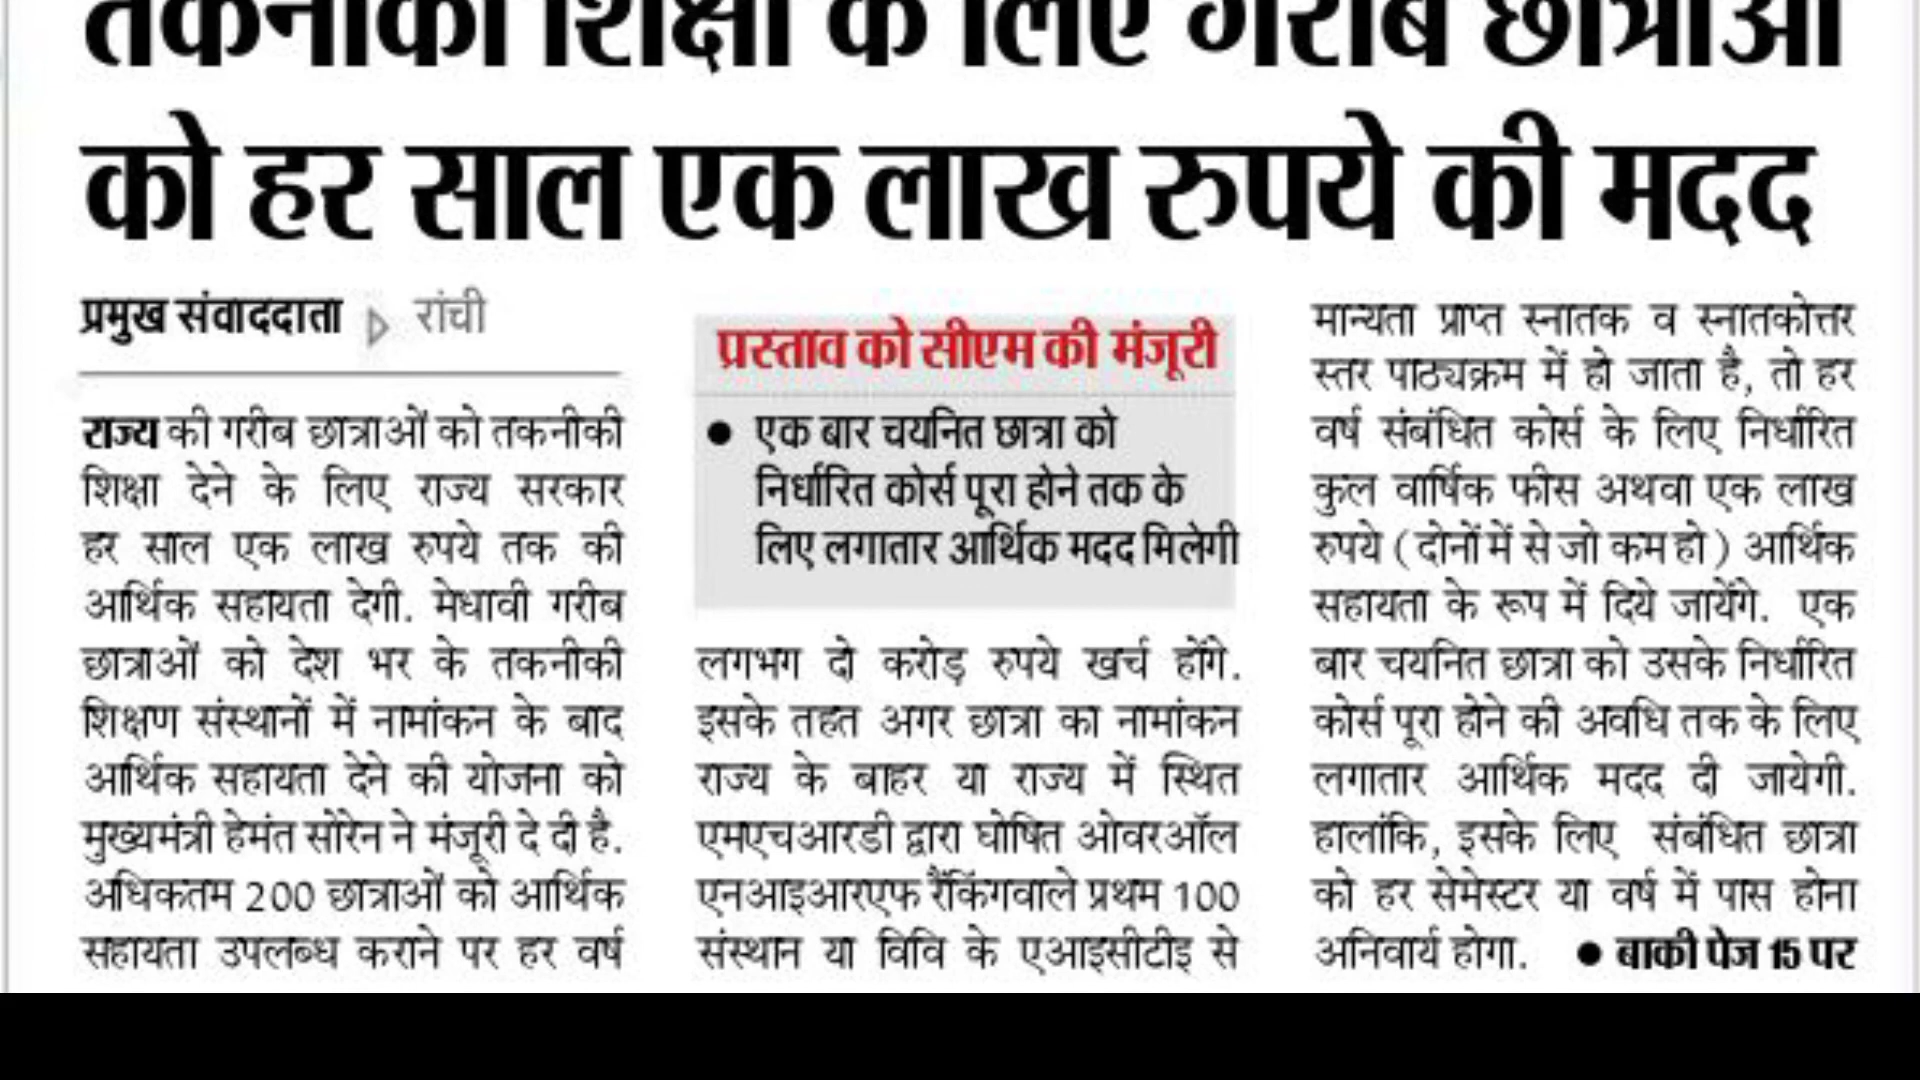 तकनीकी शिक्षा के लिए गरीब छात्राओं
को हर साल एक लाख रुपये की मदद
प्रमुख संवाददाता ▷ रांची
राज्य की गरीब छात्राओं को तकनीकी
शिक्षा देने के लिए राज्य सरकार
हर साल एक लाख रुपये तक की
आर्थिक सहायता देगी. मेधावी गरीब
छात्राओं को देश भर के तकनीकी
शिक्षण संस्थानों में नामांकन के बाद
आर्थिक सहायता देने की योजना को
मुख्यमंत्री हेमंत सोरेन ने मंजूरी दे दी है.
अधिकतम 200 छात्राओं को आर्थिक
सहायता उपलब्ध कराने पर हर वर्ष
प्रस्ताव को सीएम की मंजूरी
● एक बार चयनित छात्रा को
निर्धारित कोर्स पूरा होने तक के
लिए लगातार आर्थिक मदद मिलेगी
लगभग दो करोड़ रुपये खर्च होंगे.
इसके तहत अगर छात्रा का नामांकन
राज्य के बाहर या राज्य में स्थित
एमएचआरडी द्वारा घोषित ओवरऑल
एनआइआरएफ रैंकिंगवाले प्रथम 100
संस्थान या विवि के एआइसीटीइ से
मान्यता प्राप्त स्नातक व स्नातकोत्तर
स्तर पाठ्यक्रम में हो जाता है, तो हर
वर्ष संबंधित कोर्स के लिए निर्धारित
कुल वार्षिक फीस अथवा एक लाख
रुपये (दोनों में से जो कम हो) आर्थिक
सहायता के रूप में दिये जायेंगे. एक
बार चयनित छात्रा को उसके निर्धारित
कोर्स पूरा होने की अवधि तक के लिए
लगातार आर्थिक मदद दी जायेगी.
हालांकि, इसके लिए संबंधित छात्रा
को हर सेमेस्टर या वर्ष में पास होना
अनिवार्य होगा. ● बाकी पेज 15 पर